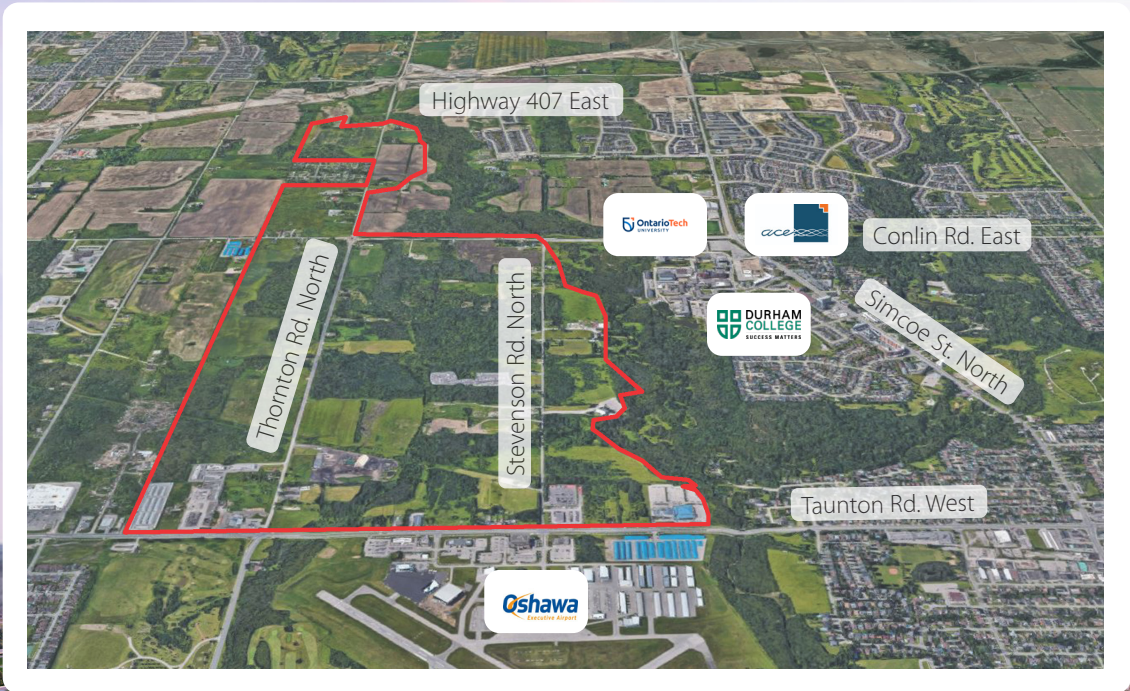 Highway 407 East
OntarioTech
UNIVERSITY
ace
Conlin Rd. East
Thornton Rd. North
Stevenson Rd. North
DURHAM
COLLEGE
SUCCESS MATTERS
Simcoe St. North
Taunton Rd. West
Oshawa
Executive Airport